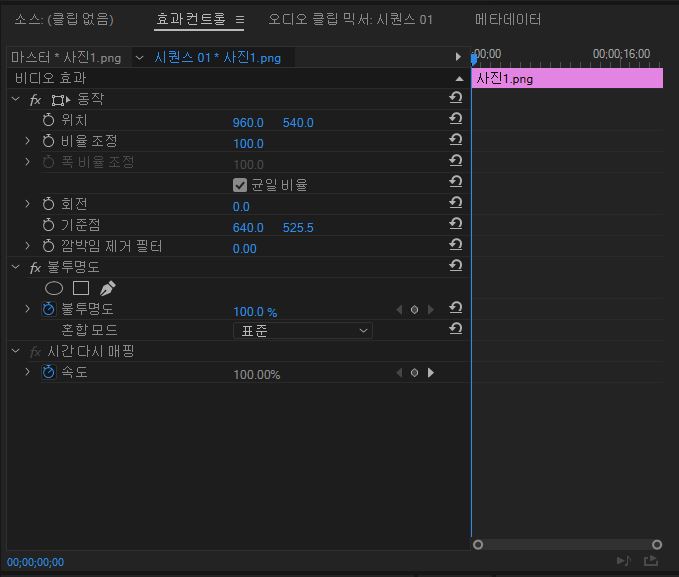 소스: (클립 없음) 효과 컨트롤 오디오 클립 믹서: 시퀀스 01 메타데이터
마스터 * 사진1.png 시퀀스 01 * 사진1.png ;00;00 00;00;16;00
비디오 효과 사진1.png
fx 동작
위치 960.0 540.0
비율 조정 100.0
폭 비율 조정 100.0
균일 비율
회전 0.0
기준점 640.0 525.5
깜박임 제거 필터 0.00
fx 불투명도
불투명도 100.0 %
혼합 모드 표준
fx 시간 다시 매핑
속도 100.00%
00;00;00;00